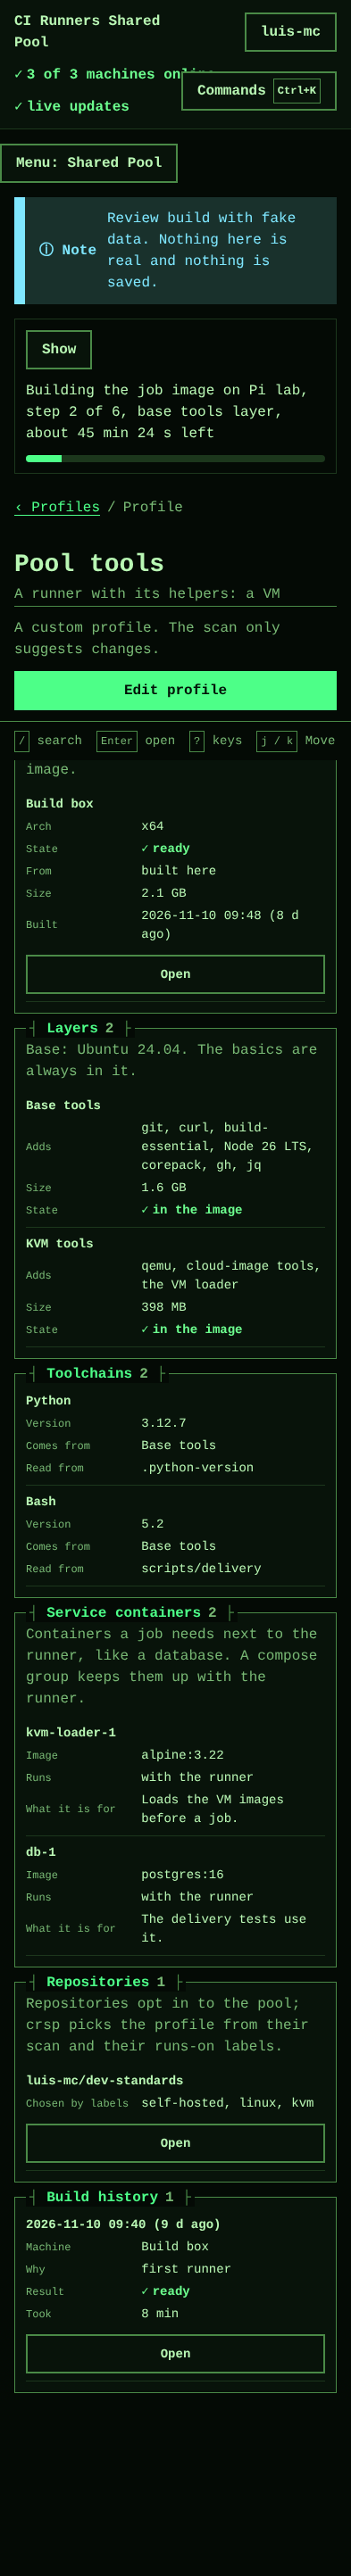 CI Runners Shared
Pool
luis-mc
✓ 3 of 3 machines online
✓ live updates
Commands Ctrl+K
Menu: Shared Pool
ⓘ Note
Review build with fake
data. Nothing here is
real and nothing is
saved.
Show
Building the job image on Pi lab,
step 2 of 6, base tools layer,
about 45 min 24 s left
‹ Profiles / Profile
Pool tools
A runner with its helpers: a VM
A custom profile. The scan only
suggests changes.
Edit profile
/ search Enter open ? keys j / k Move
image.
Build box
Arch x64
State ✓ ready
From built here
Size 2.1 GB
Built 2026-11-10 09:48 (8 d
ago)
Open
Layers 2
Base: Ubuntu 24.04. The basics are
always in it.
Base tools
Adds git, curl, build-
essential, Node 26 LTS,
corepack, gh, jq
Size 1.6 GB
State ✓ in the image
KVM tools
Adds qemu, cloud-image tools,
the VM loader
Size 398 MB
State ✓ in the image
Toolchains 2
Python
Version 3.12.7
Comes from Base tools
Read from .python-version
Bash
Version 5.2
Comes from Base tools
Read from scripts/delivery
Service containers 2
Containers a job needs next to the
runner, like a database. A compose
group keeps them up with the
runner.
kvm-loader-1
Image alpine:3.22
Runs with the runner
What it is for Loads the VM images
before a job.
db-1
Image postgres:16
Runs with the runner
What it is for The delivery tests use
it.
Repositories 1
Repositories opt in to the pool;
crsp picks the profile from their
scan and their runs-on labels.
luis-mc/dev-standards
Chosen by labels self-hosted, linux, kvm
Open
Build history 1
2026-11-10 09:40 (9 d ago)
Machine Build box
Why first runner
Result ✓ ready
Took 8 min
Open